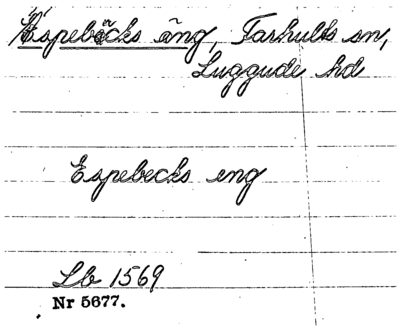 Espebäcks äng, Farhults sn,
Luggude hd
Espebecks eng
Lb 1569
Nr 5677.